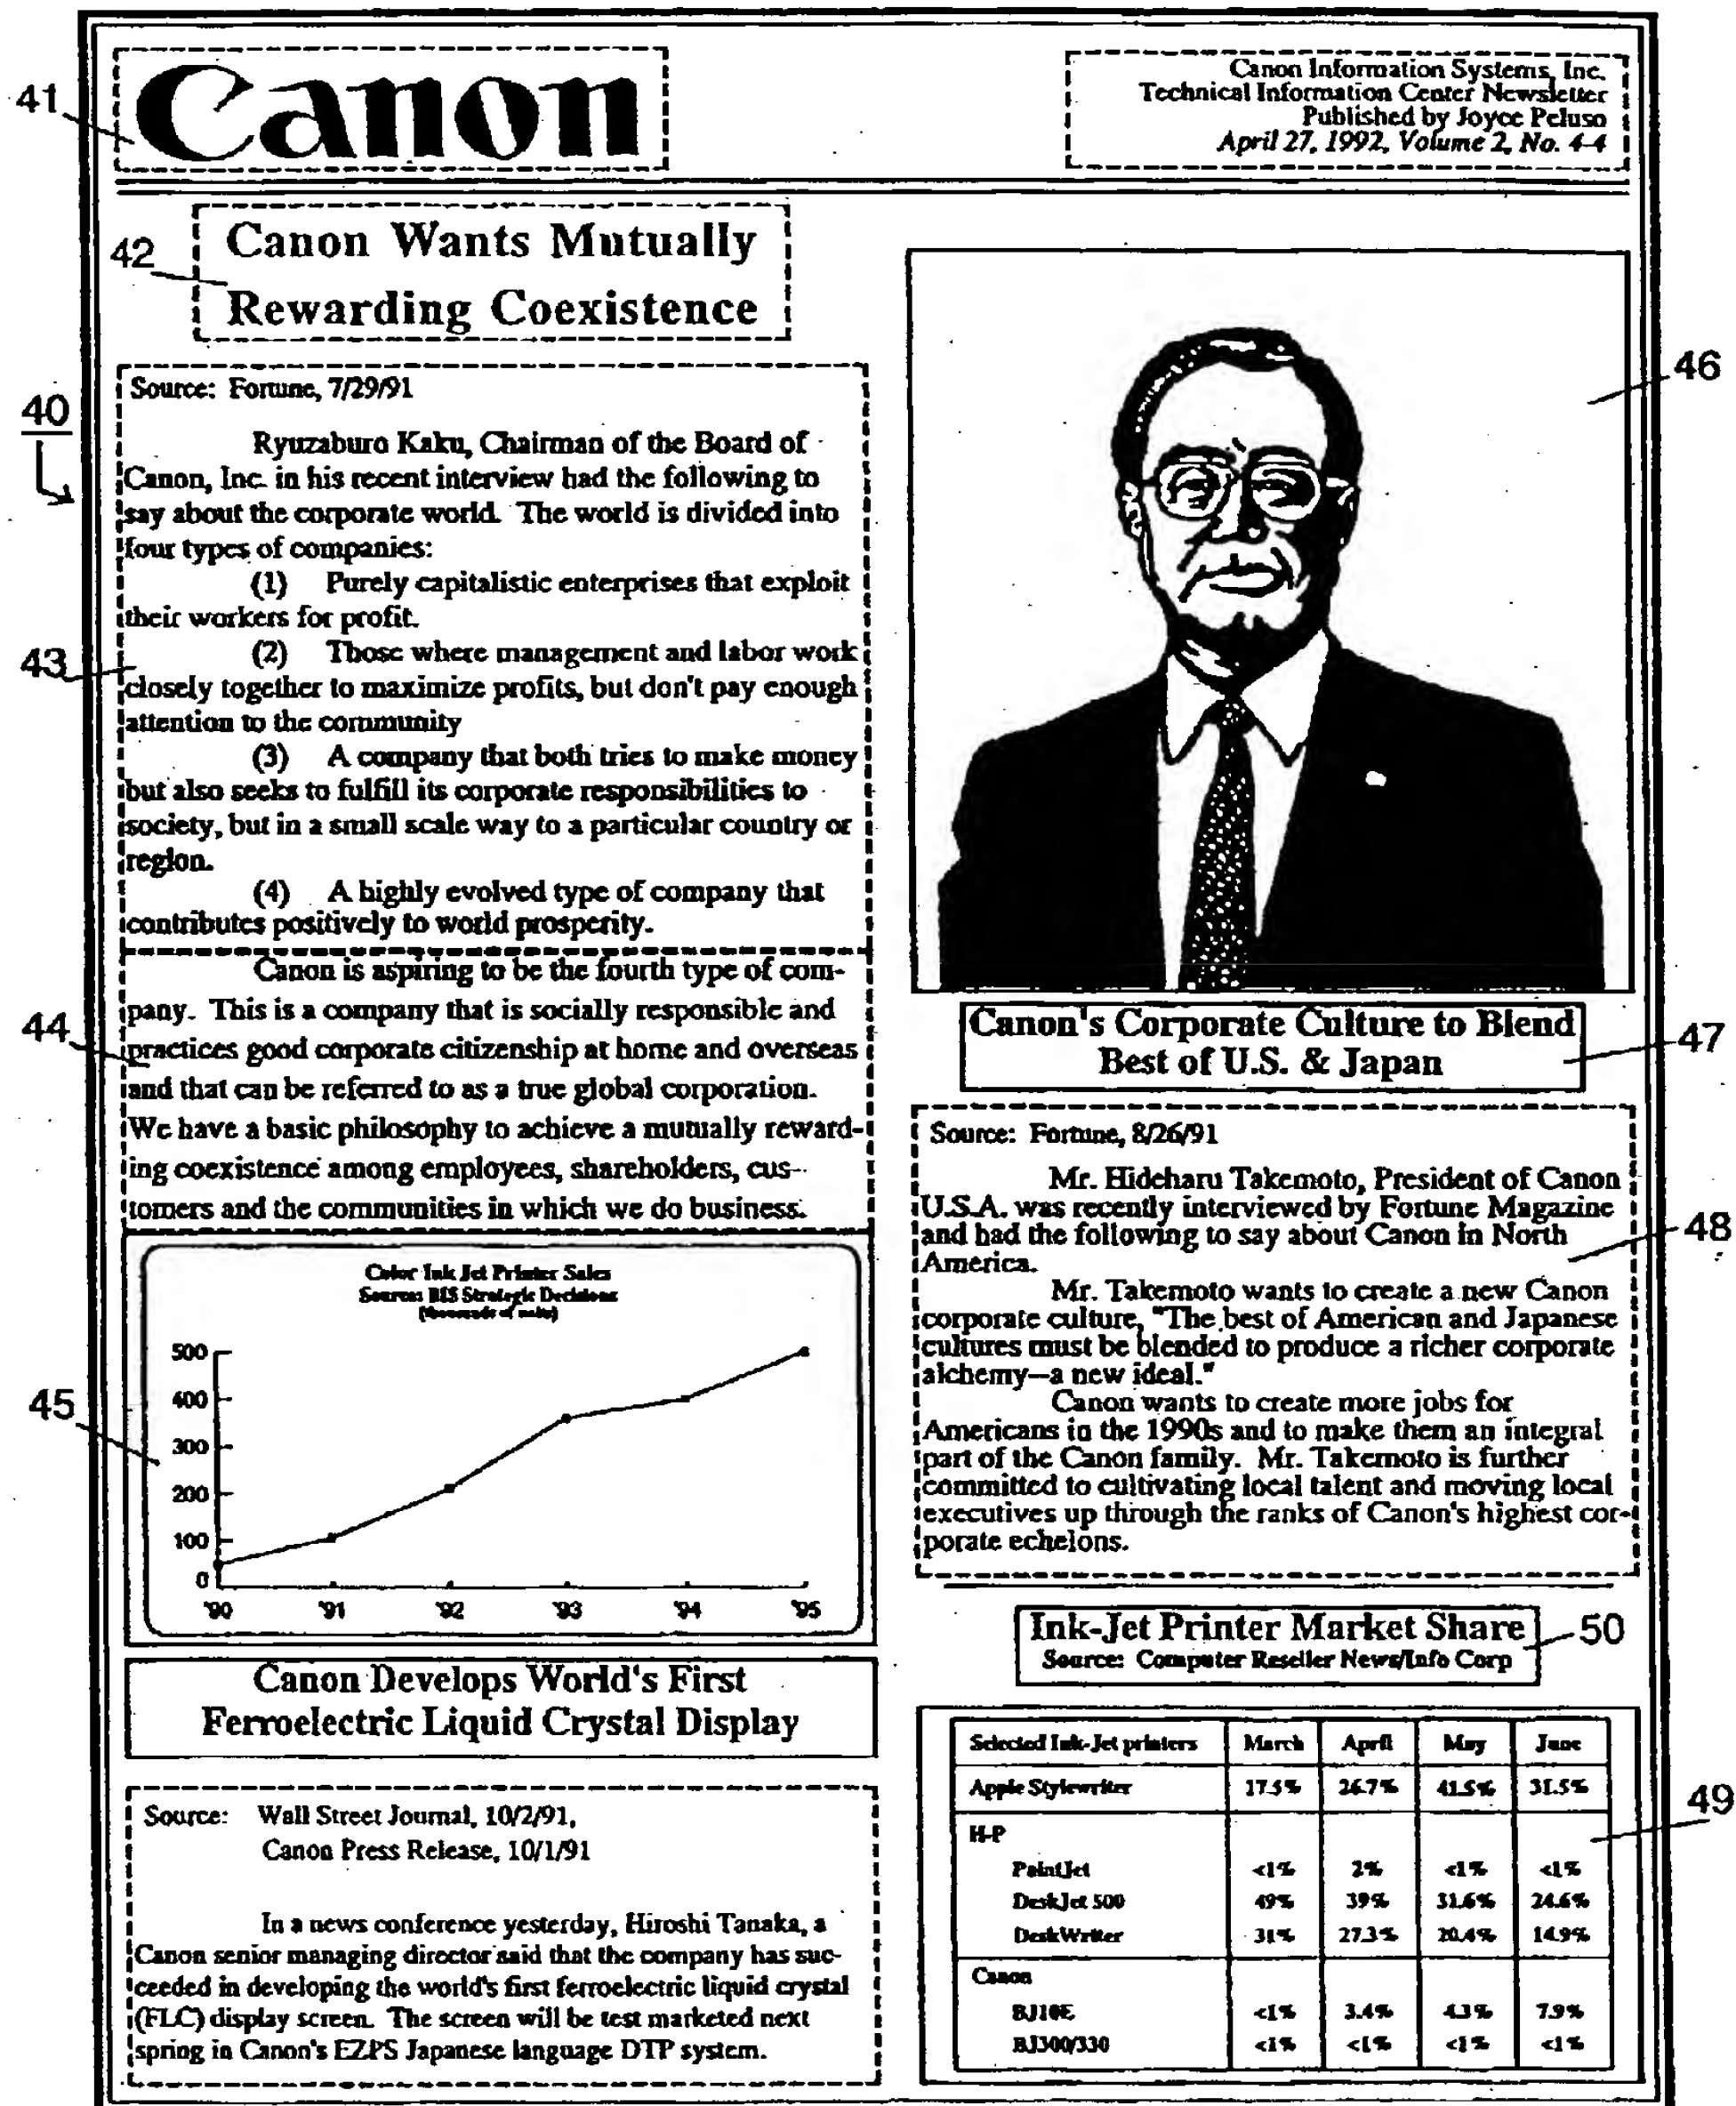 41
Canon
Canon Information Systems, Inc.
Technical Information Center Newsletter
Published by Joyce Peluso
April 27, 1992, Volume 2, No. 4-4
42
Canon Wants Mutually
Rewarding Coexistence
40
43
Source: Fortune, 7/29/91
Ryuzaburo Kaku, Chairman of the Board of
Canon, Inc. in his recent interview had the following to
say about the corporate world. The world is divided into
four types of companies:
(1) Purely capitalistic enterprises that exploit
their workers for profit.
(2) Those where management and labor work
closely together to maximize profits, but don't pay enough
attention to the community
(3) A company that both tries to make money
but also seeks to fulfill its corporate responsibilities to
society, but in a small scale way to a particular country or
region.
(4) A highly evolved type of company that
contributes positively to world prosperity.
44
Canon is aspiring to be the fourth type of com-
pany. This is a company that is socially responsible and
practices good corporate citizenship at home and overseas
and that can be referred to as a true global corporation.
We have a basic philosophy to achieve a mutually reward-
ing coexistence among employees, shareholders, cus-
tomers and the communities in which we do business.
45
Color Ink Jet Printer Sales
Source: BIS Strategic Decisions
(thousands of units)
500
400
300
200
100
0
'90 '91 '92 '93 '94 '95
Canon Develops World's First
Ferroelectric Liquid Crystal Display
Source: Wall Street Journal, 10/2/91,
Canon Press Release, 10/1/91
In a news conference yesterday, Hiroshi Tanaka, a
Canon senior managing director said that the company has suc-
ceeded in developing the world's first ferroelectric liquid crystal
(FLC) display screen. The screen will be test marketed next
spring in Canon's EZPS Japanese language DTP system.
46
Canon's Corporate Culture to Blend
Best of U.S. & Japan
47
Source: Fortune, 8/26/91
Mr. Hideharu Takemoto, President of Canon
U.S.A. was recently interviewed by Fortune Magazine
and had the following to say about Canon in North
America.
Mr. Takemoto wants to create a new Canon
corporate culture, "The best of American and Japanese
cultures must be blended to produce a richer corporate
alchemy—a new ideal."
Canon wants to create more jobs for
Americans in the 1990s and to make them an integral
part of the Canon family. Mr. Takemoto is further
committed to cultivating local talent and moving local
executives up through the ranks of Canon's highest cor-
porate echelons.
48
Ink-Jet Printer Market Share
Source: Computer Reseller News/Info Corp
50
Selected Ink-Jet printers March April May June
Apple Stylewriter 17.5% 26.7% 41.5% 31.5%
H-P
PaintJet <1% 2% <1% <1%
DeskJet 500 49% 39% 31.6% 24.6%
DeskWriter 31% 27.3% 20.4% 14.9%
Canon
BJ10E <1% 3.4% 4.3% 7.9%
BJ300/330 <1% <1% <1% <1%
49